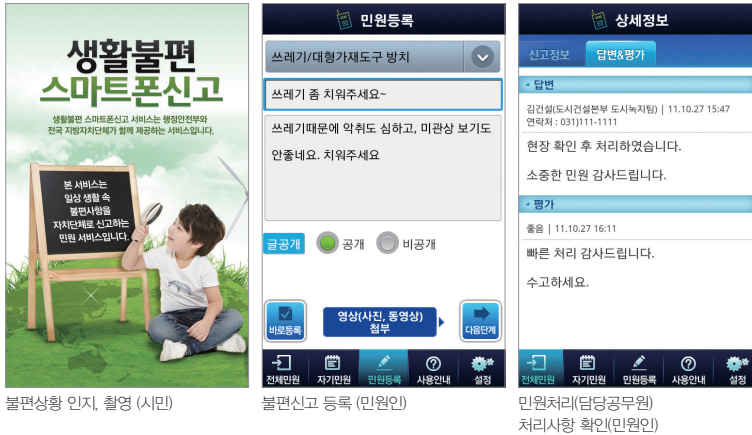 생활불편
스마트폰신고
생활불편 스마트폰신고 서비스는 행정안전부와
전국 지방자치단체가 함께 제공하는 서비스입니다.
본 서비스는
일상 생활 속
불편사항을
자치단체로 신고하는
민원 서비스입니다.
불편상황 인지, 촬영 (시민)
민원등록
쓰레기/대형가재도구 방치
쓰레기 좀 치워주세요~
쓰레기때문에 악취도 심하고, 미관상 보기도
안좋네요. 치워주세요
글공개 공개 비공개
바로등록
영상(사진, 동영상)
첨부
다음단계
전체민원 자기민원 민원등록 사용안내 설정
불편신고 등록 (민원인)
상세정보
신고정보 답변&평가
답변
김건설(도시건설본부 도시녹지팀) | 11.10.27 15:47
연락처 : 031)111-1111
현장 확인 후 처리하였습니다.
소중한 민원 감사드립니다.
평가
좋음 | 11.10.27 16:11
빠른 처리 감사드립니다.
수고하세요.
전체민원 자기민원 민원등록 사용안내 설정
민원처리(담당공무원)
처리사항 확인(민원인)